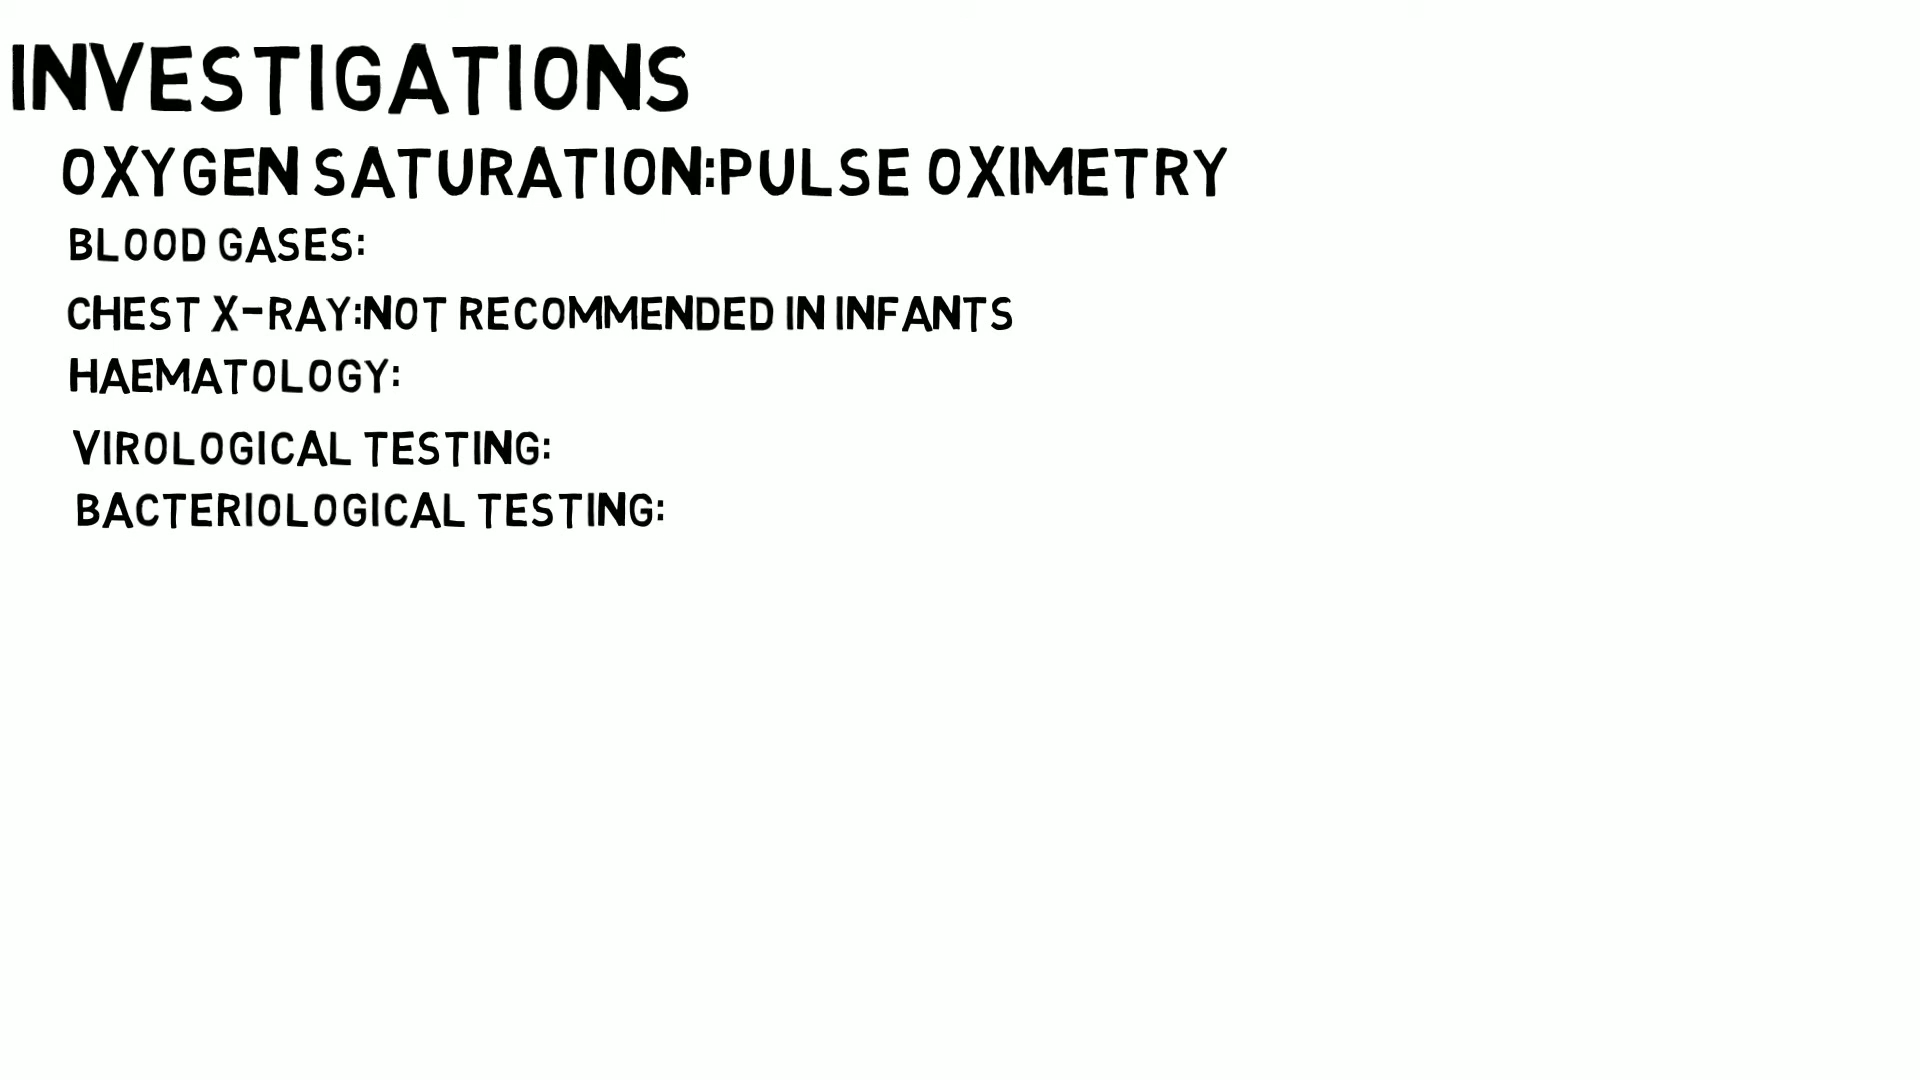 INVESTIGATIONS
OXYGEN SATURATION:PULSE OXIMETRY
BLOOD GASES:
CHEST X-RAY:NOT RECOMMENDED IN INFANTS
HAEMATOLOGY:
VIROLOGICAL TESTING:
BACTERIOLOGICAL TESTING: